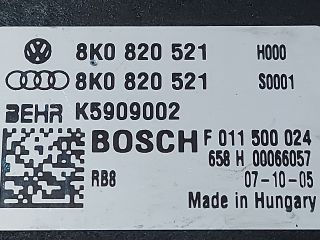 8K0 820 521 H000
8K0 820 521 S0001
BEHR K5909002
BOSCH F 011 500 024
658 H 00066057
RB8 07-10-05
Made in Hungary